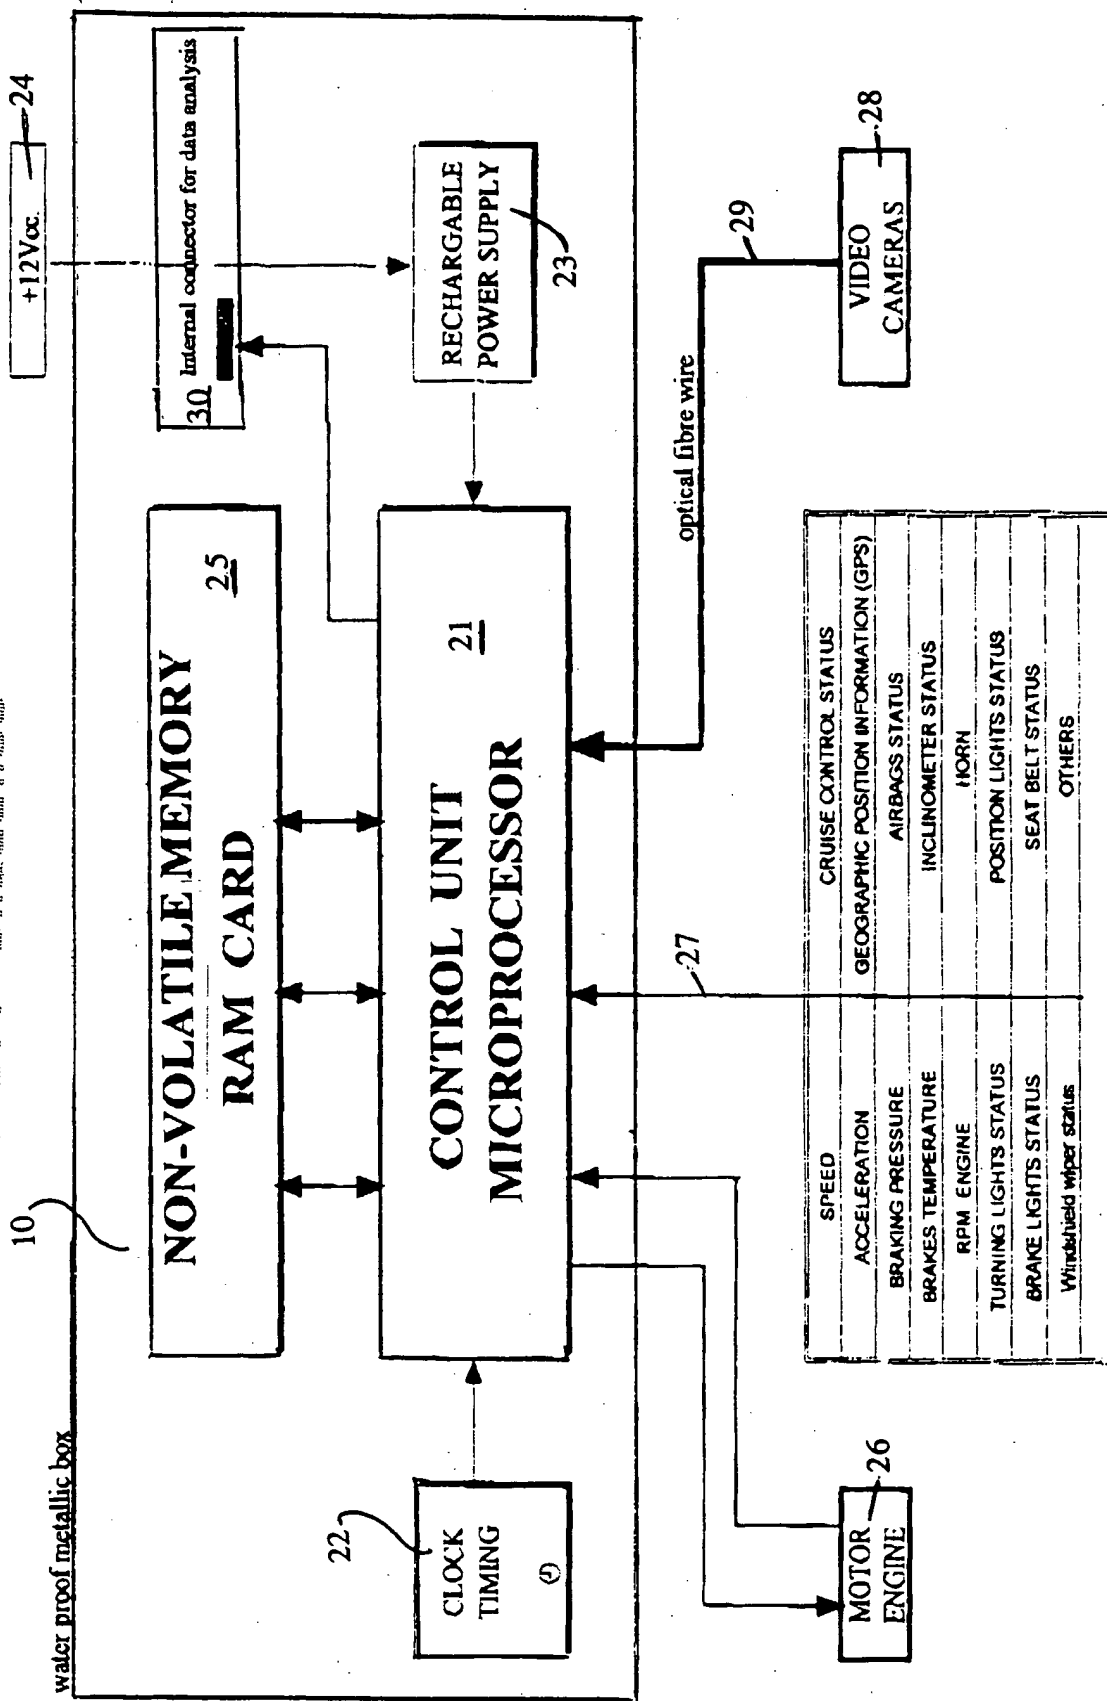 water proof metallic box
10
+12Vcc.
24
NON-VOLATILE MEMORY
RAM CARD
25
30
Internal connector for data analysis
CLOCK
TIMING
22
CONTROL UNIT
MICROPROCESSOR
21
RECHARGABLE
POWER SUPPLY
23
optical fibre wire
29
27
MOTOR
ENGINE
26
SPEED
CRUISE CONTROL STATUS
ACCELERATION
GEOGRAPHIC POSITION INFORMATION (GPS)
BRAKING PRESSURE
AIRBAGS STATUS
BRAKES TEMPERATURE
INCLINOMETER STATUS
RPM ENGINE
HORN
TURNING LIGHTS STATUS
POSITION LIGHTS STATUS
BRAKE LIGHTS STATUS
SEAT BELT STATUS
Windshield wiper status
OTHERS
VIDEO
CAMERAS
28